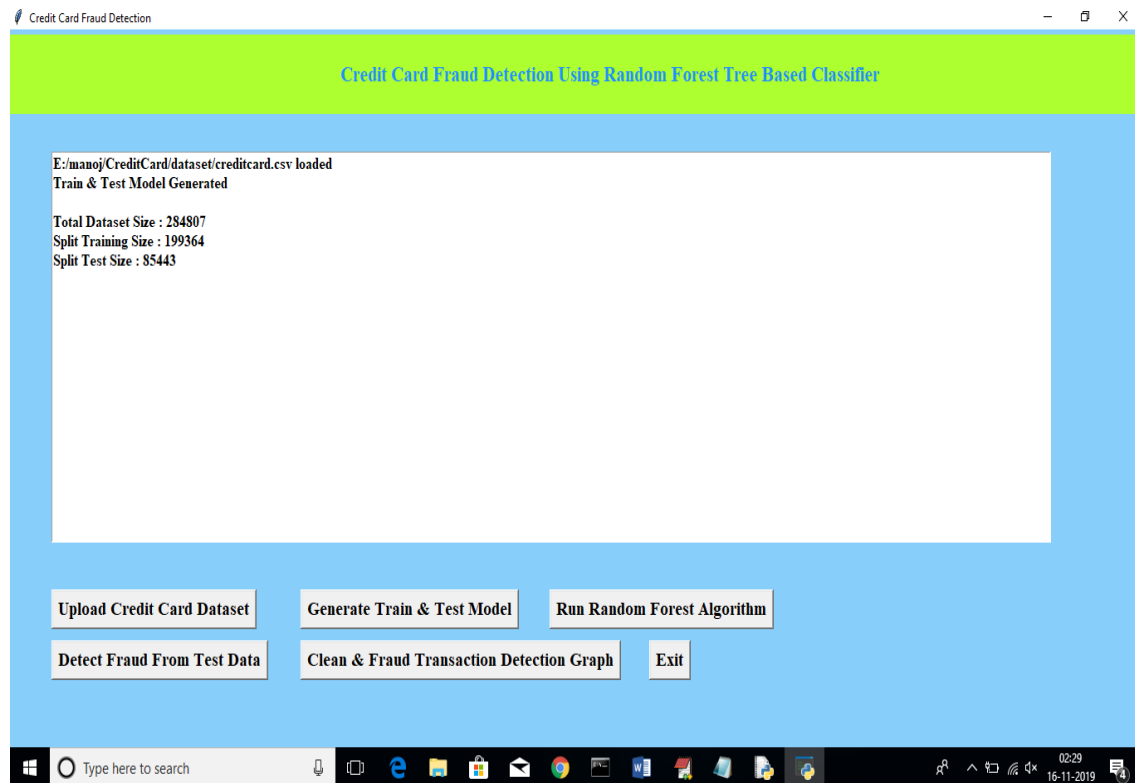 Credit Card Fraud Detection
Credit Card Fraud Detection Using Random Forest Tree Based Classifier
E:/manoj/CreditCard/dataset/creditcard.csv loaded
Train & Test Model Generated
Total Dataset Size : 284807
Split Training Size : 199364
Split Test Size : 85443
Upload Credit Card Dataset
Generate Train & Test Model
Run Random Forest Algorithm
Detect Fraud From Test Data
Clean & Fraud Transaction Detection Graph
Exit
Type here to search
02:29
16-11-2019
4